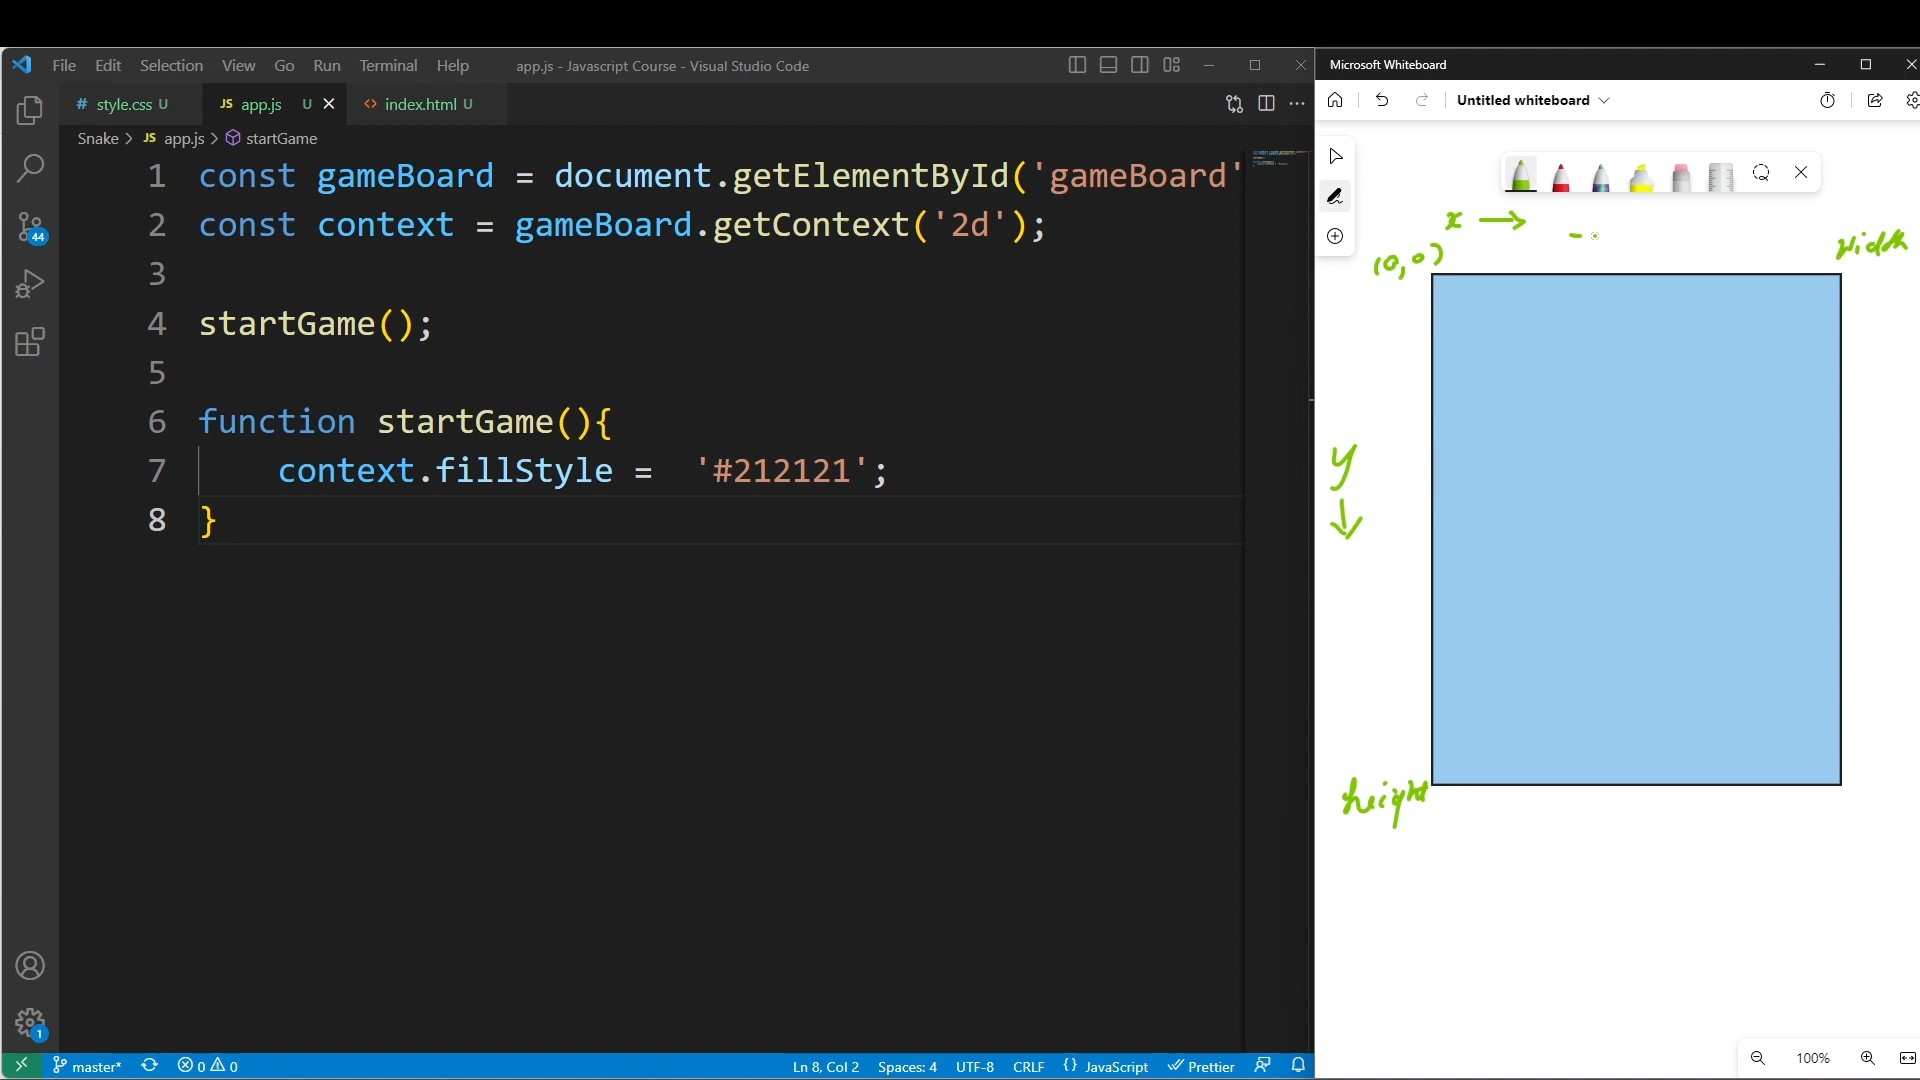 File Edit Selection View Go Run Terminal Help app.js - Javascript Course - Visual Studio Code
# style.css U JS app.js U <> index.html U
Snake > JS app.js > startGame
1 const gameBoard = document.getElementById('gameBoard'
2 const context = gameBoard.getContext('2d');
3
4 startGame();
5
6 function startGame(){
7 context.fillStyle = '#212121';
8 }
44
1
master* 0 0 Ln 8, Col 2 Spaces: 4 UTF-8 CRLF {} JavaScript Prettier
Microsoft Whiteboard
Untitled whiteboard
x →
(0,0)
width
y
↓
height
100%